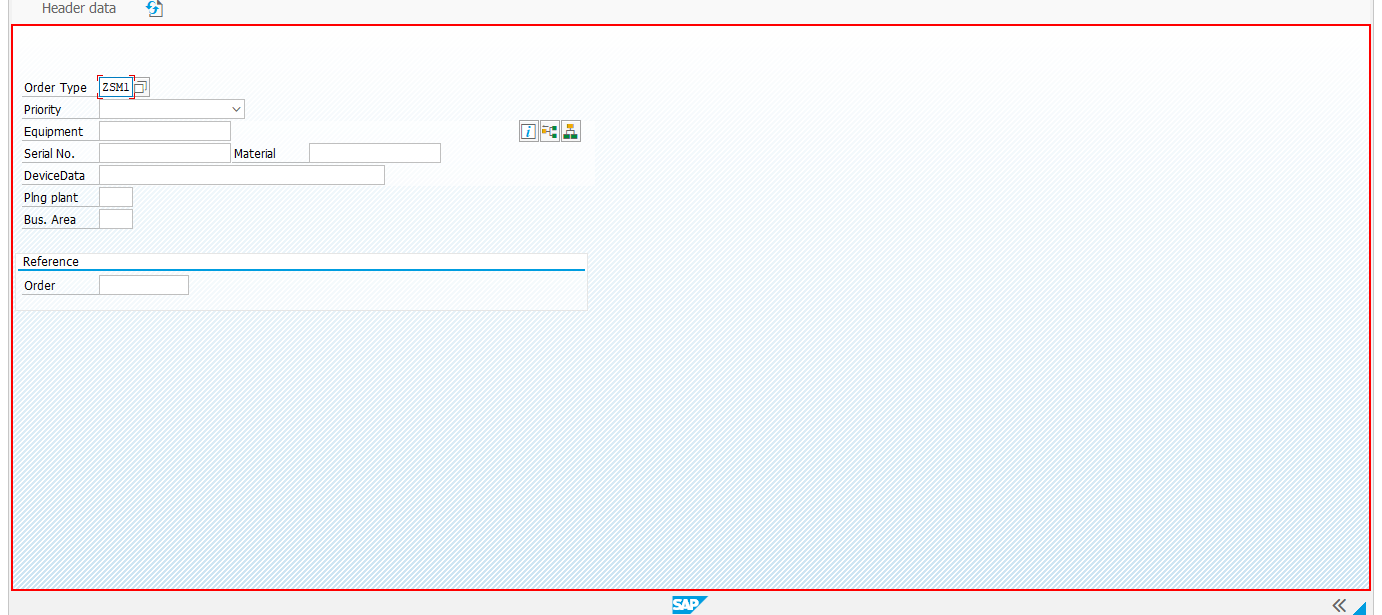 Header data
Order Type ZSM1
Priority
Equipment
Serial No. Material
DeviceData
Plng plant
Bus. Area
Reference
Order
SAP